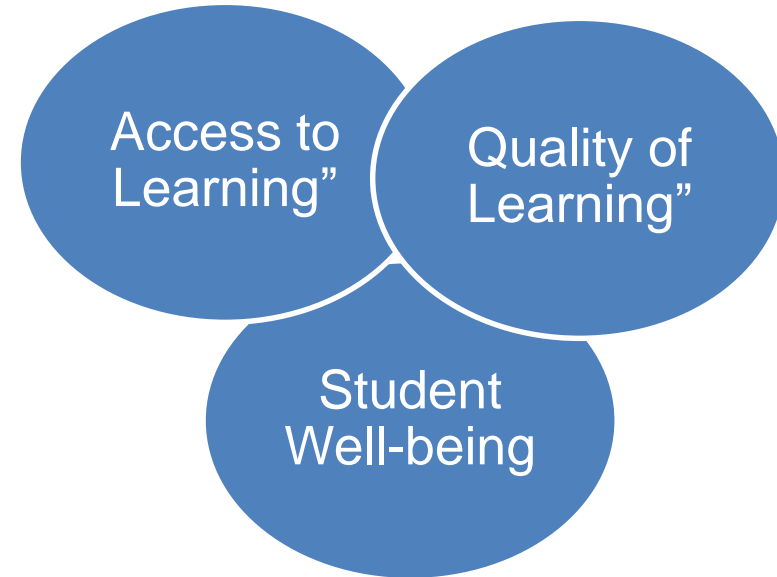 Access to
Learning”
Quality of
Learning”
Student
Well-being